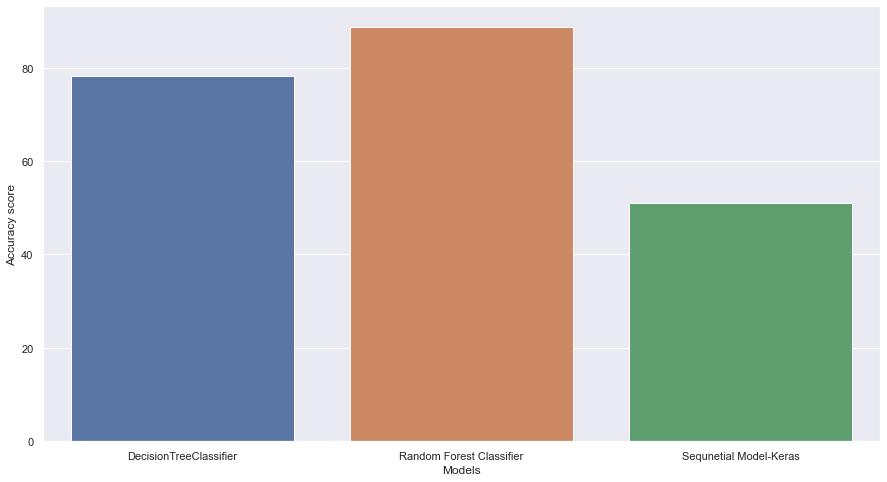 80
60
40
20
0
Accuracy score
DecisionTreeClassifier
Random Forest Classifier
Sequnetial Model-Keras
Models